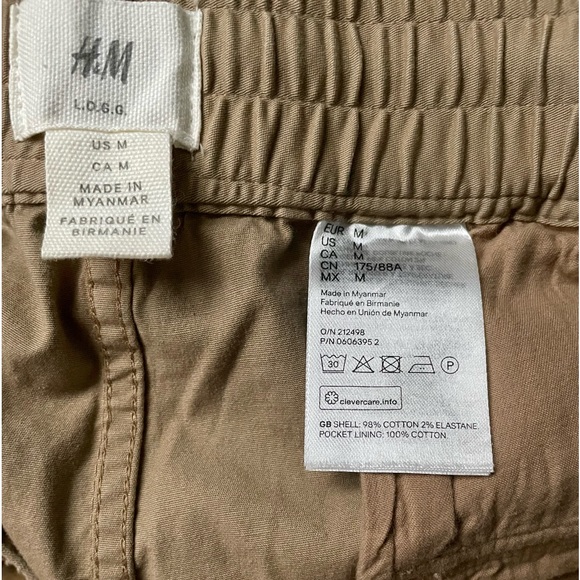 H&M
L.O.G.G.
US M
CA M
MADE IN
MYANMAR
FABRIQUÉ EN
BIRMANIE
EUR M
US M
CA M
CN 175/88A
MX M
Made in Myanmar
Fabriqué en Birmanie
Hecho en Unión de Myanmar
O/N 212498
P/N 0606395 2
30
P
clevercare.info
GB SHELL: 98% COTTON 2% ELASTANE.
POCKET LINING: 100% COTTON.